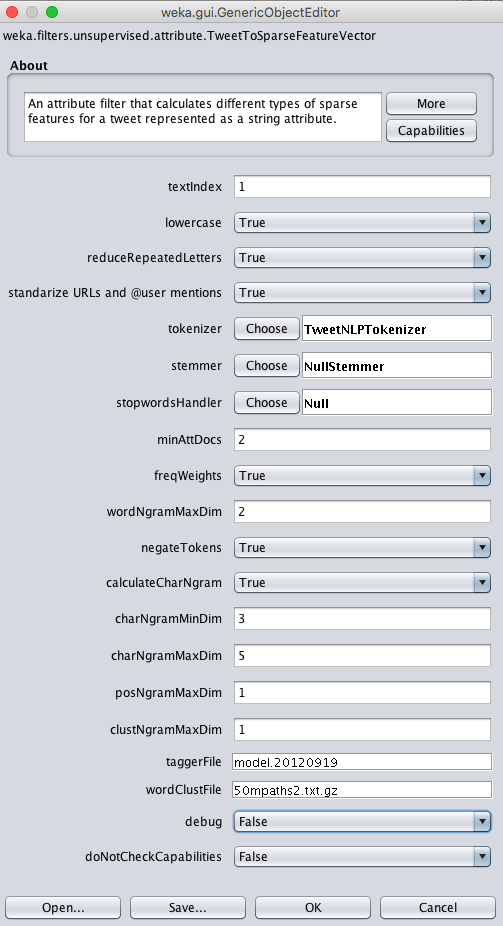 weka.gui.GenericObjectEditor
weka.filters.unsupervised.attribute.TweetToSparseFeatureVector
About
An attribute filter that calculates different types of sparse
features for a tweet represented as a string attribute.
More
Capabilities
textIndex 1
lowercase True
reduceRepeatedLetters True
standarize URLs and @user mentions True
tokenizer Choose TweetNLPTokenizer
stemmer Choose NullStemmer
stopwordsHandler Choose Null
minAttDocs 2
freqWeights True
wordNgramMaxDim 2
negateTokens True
calculateCharNgram True
charNgramMinDim 3
charNgramMaxDim 5
posNgramMaxDim 1
clustNgramMaxDim 1
taggerFile model.20120919
wordClustFile 50mpaths2.txt.gz
debug False
doNotCheckCapabilities False
Open... Save... OK Cancel